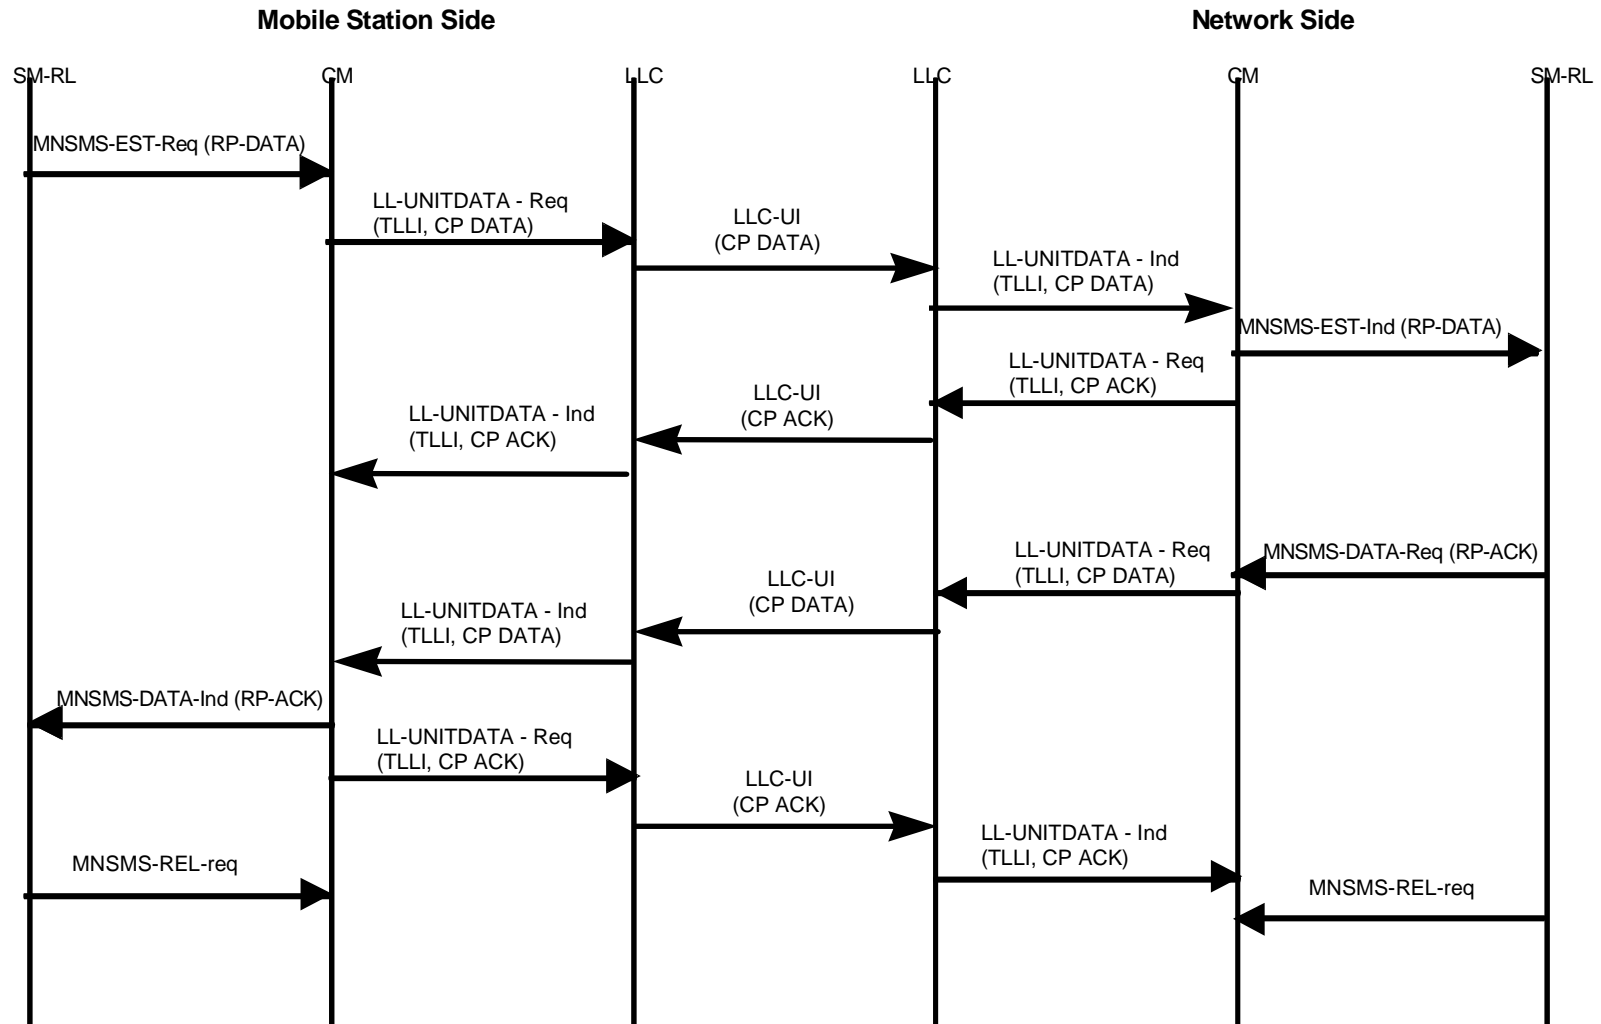 Mobile Station Side
Network Side
SM-RL
CM
LLC
LLC
CM
SM-RL
MNSMS-EST-Req (RP-DATA)
LL-UNITDATA - Req
(TLLI, CP DATA)
LLC-UI
(CP DATA)
LL-UNITDATA - Ind
(TLLI, CP DATA)
MNSMS-EST-Ind (RP-DATA)
LL-UNITDATA - Req
(TLLI, CP ACK)
LLC-UI
(CP ACK)
LL-UNITDATA - Ind
(TLLI, CP ACK)
MNSMS-DATA-Req (RP-ACK)
LL-UNITDATA - Req
(TLLI, CP DATA)
LLC-UI
(CP DATA)
LL-UNITDATA - Ind
(TLLI, CP DATA)
MNSMS-DATA-Ind (RP-ACK)
LL-UNITDATA - Req
(TLLI, CP ACK)
LLC-UI
(CP ACK)
LL-UNITDATA - Ind
(TLLI, CP ACK)
MNSMS-REL-req
MNSMS-REL-req